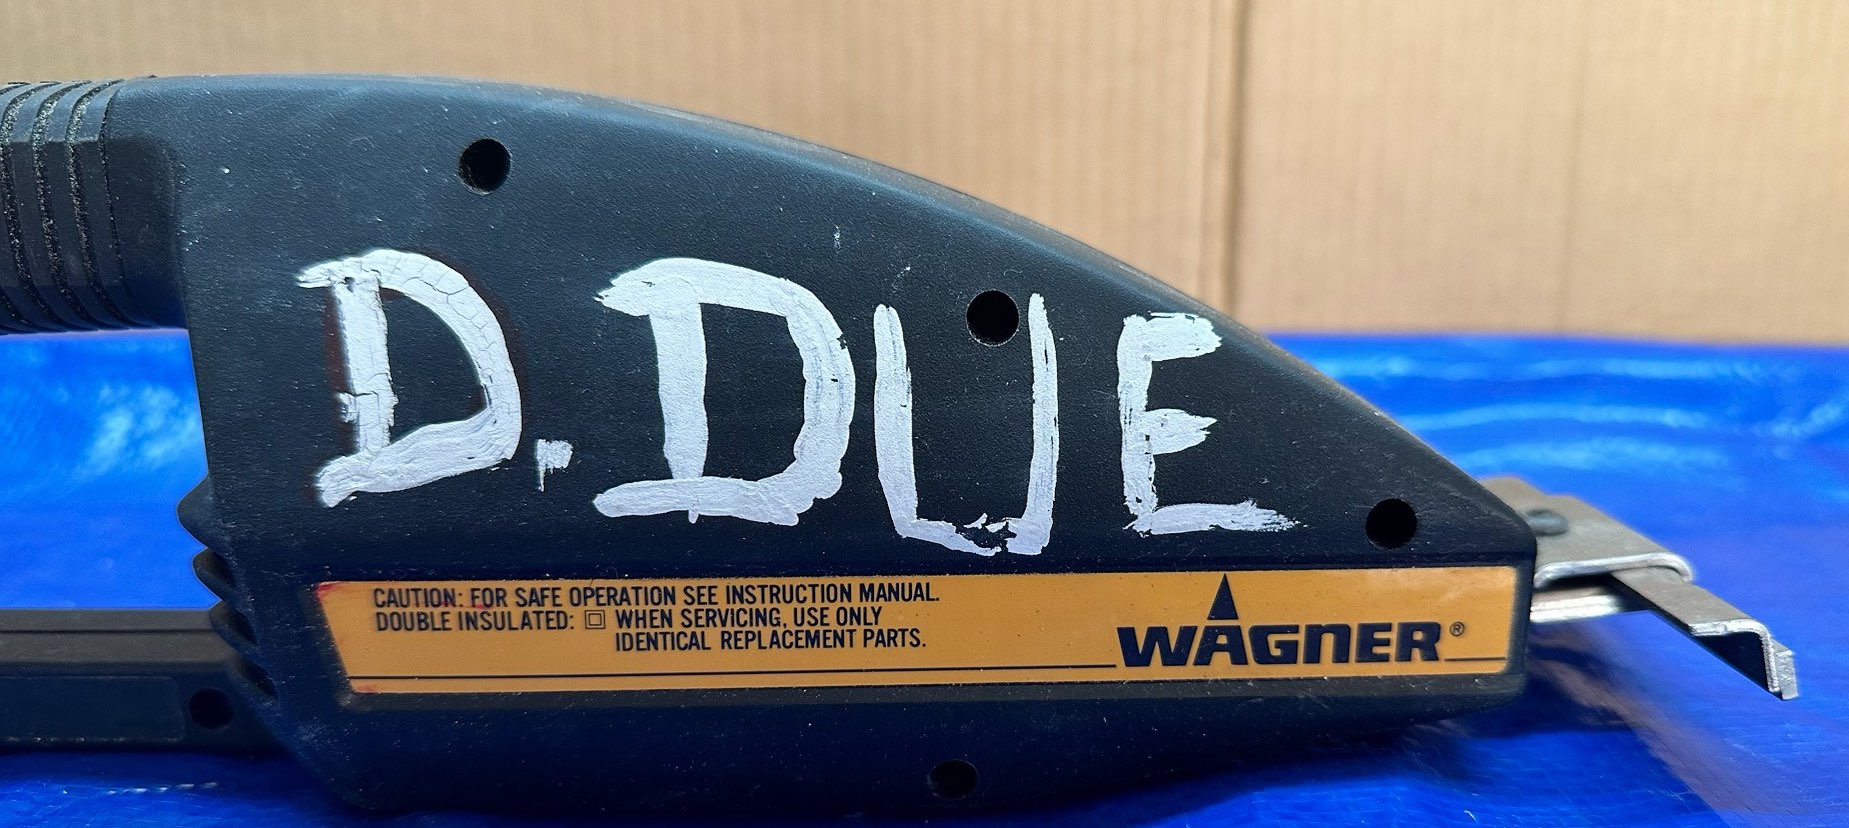 D.DUE
CAUTION: FOR SAFE OPERATION SEE INSTRUCTION MANUAL.
DOUBLE INSULATED: WHEN SERVICING, USE ONLY
IDENTICAL REPLACEMENT PARTS.
WAGNER®